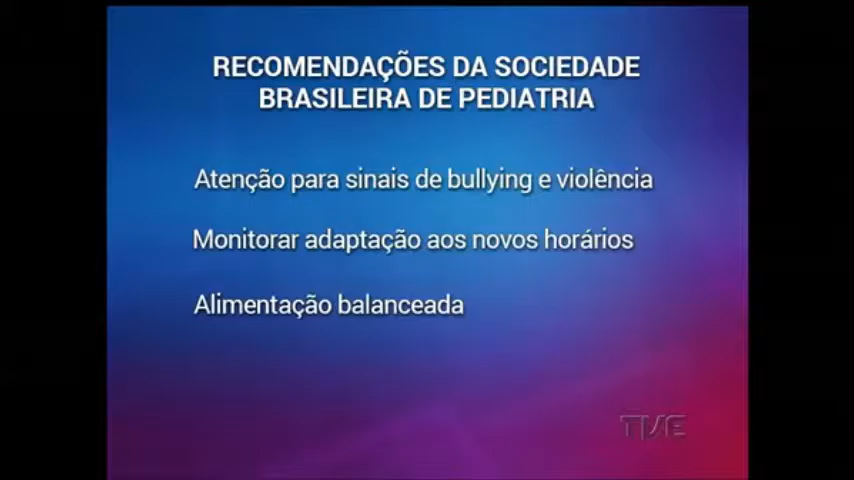 RECOMENDAÇÕES DA SOCIEDADE
BRASILEIRA DE PEDIATRIA
Atenção para sinais de bullying e violência
Monitorar adaptação aos novos horários
Alimentação balanceada
TVE